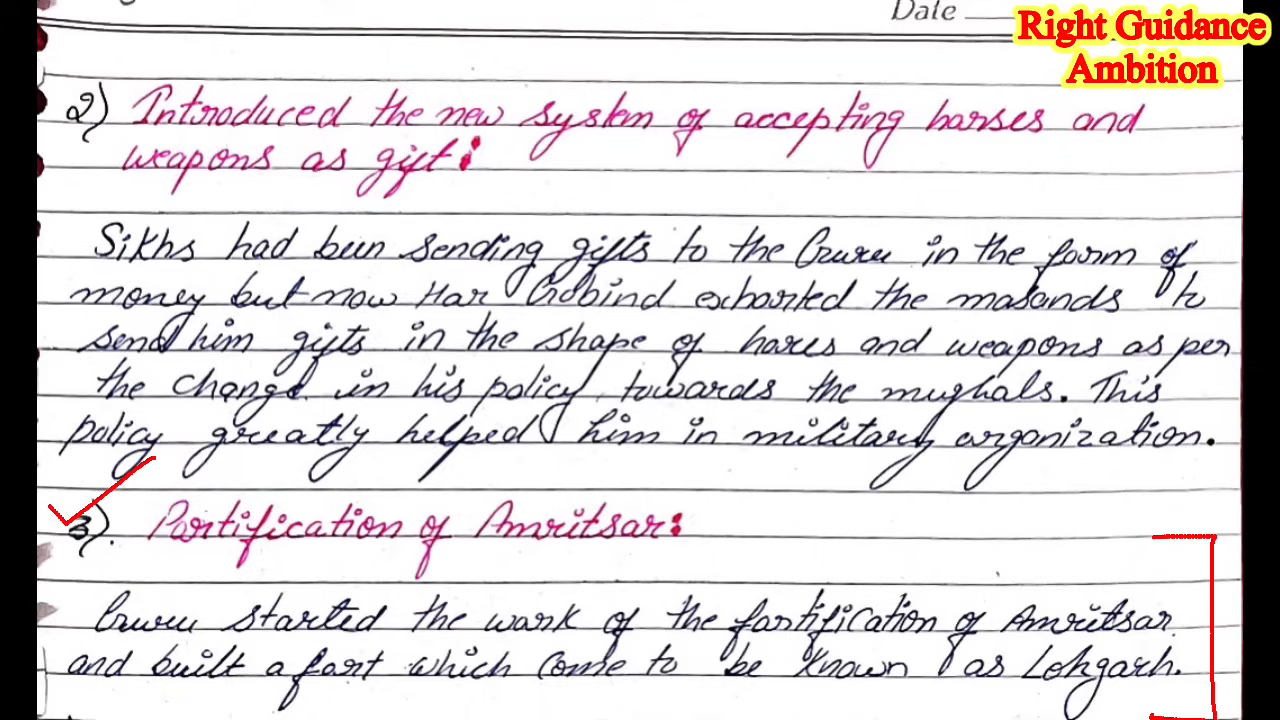 Date
Right Guidance
Ambition
2) Introduced the new system of accepting horses and
weapons as gift:
Sikhs had been sending gifts to the Guru in the form of
money but now Har Gobind exhorted the masands to
send him gifts in the shape of hores and weapons as per
the change in his policy towards the mughals. This
policy greatly helped him in military organization.
3). Fortification of Amritsar:
Guru started the work of the fortification of Amritsar
and built a fort which come to be known as Lohgarh.